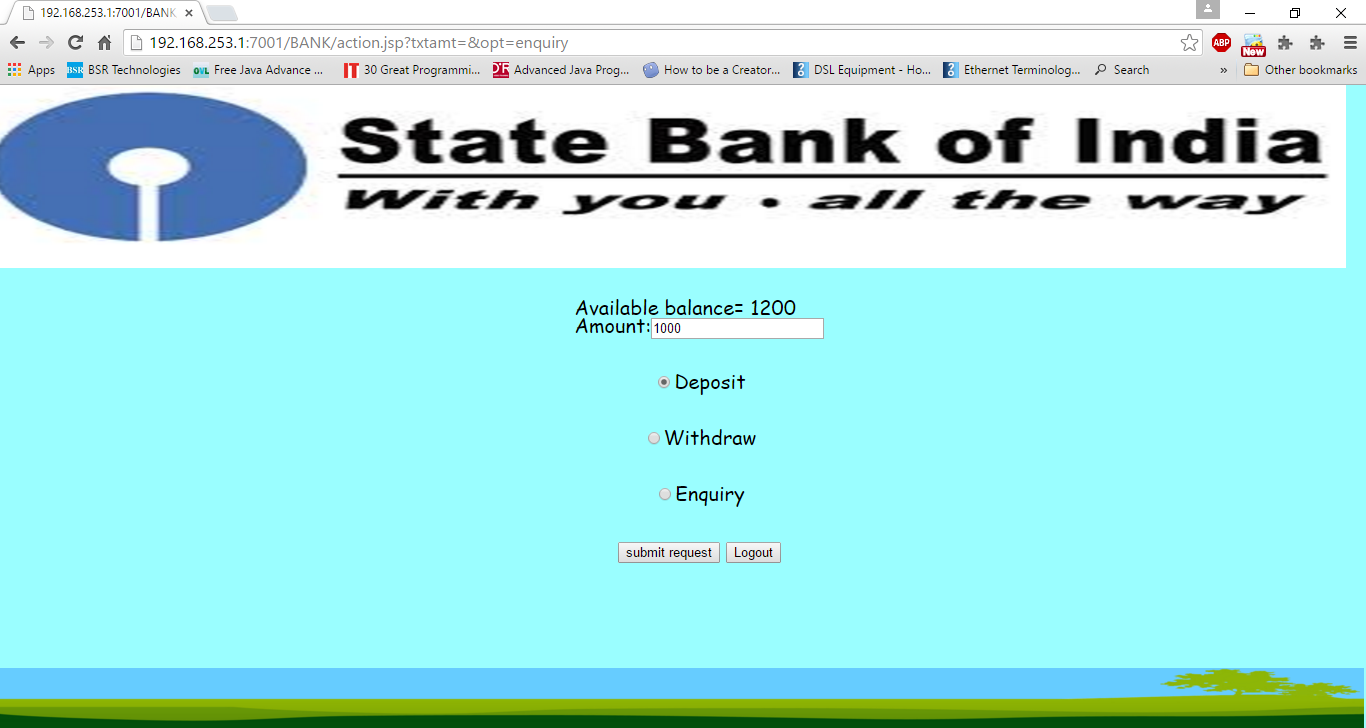 192.168.253.1:7001/BANK
192.168.253.1:7001/BANK/action.jsp?txtamt=&opt=enquiry
ABP
New
Apps BSR BSR Technologies OVL Free Java Advance ... IT 30 Great Programmi... Advanced Java Prog... How to be a Creator... DSL Equipment - Ho... Ethernet Terminolog... Search » Other bookmarks
State Bank of India
With you • all the way
Available balance= 1200
Amount: 1000
Deposit
Withdraw
Enquiry
submit request Logout